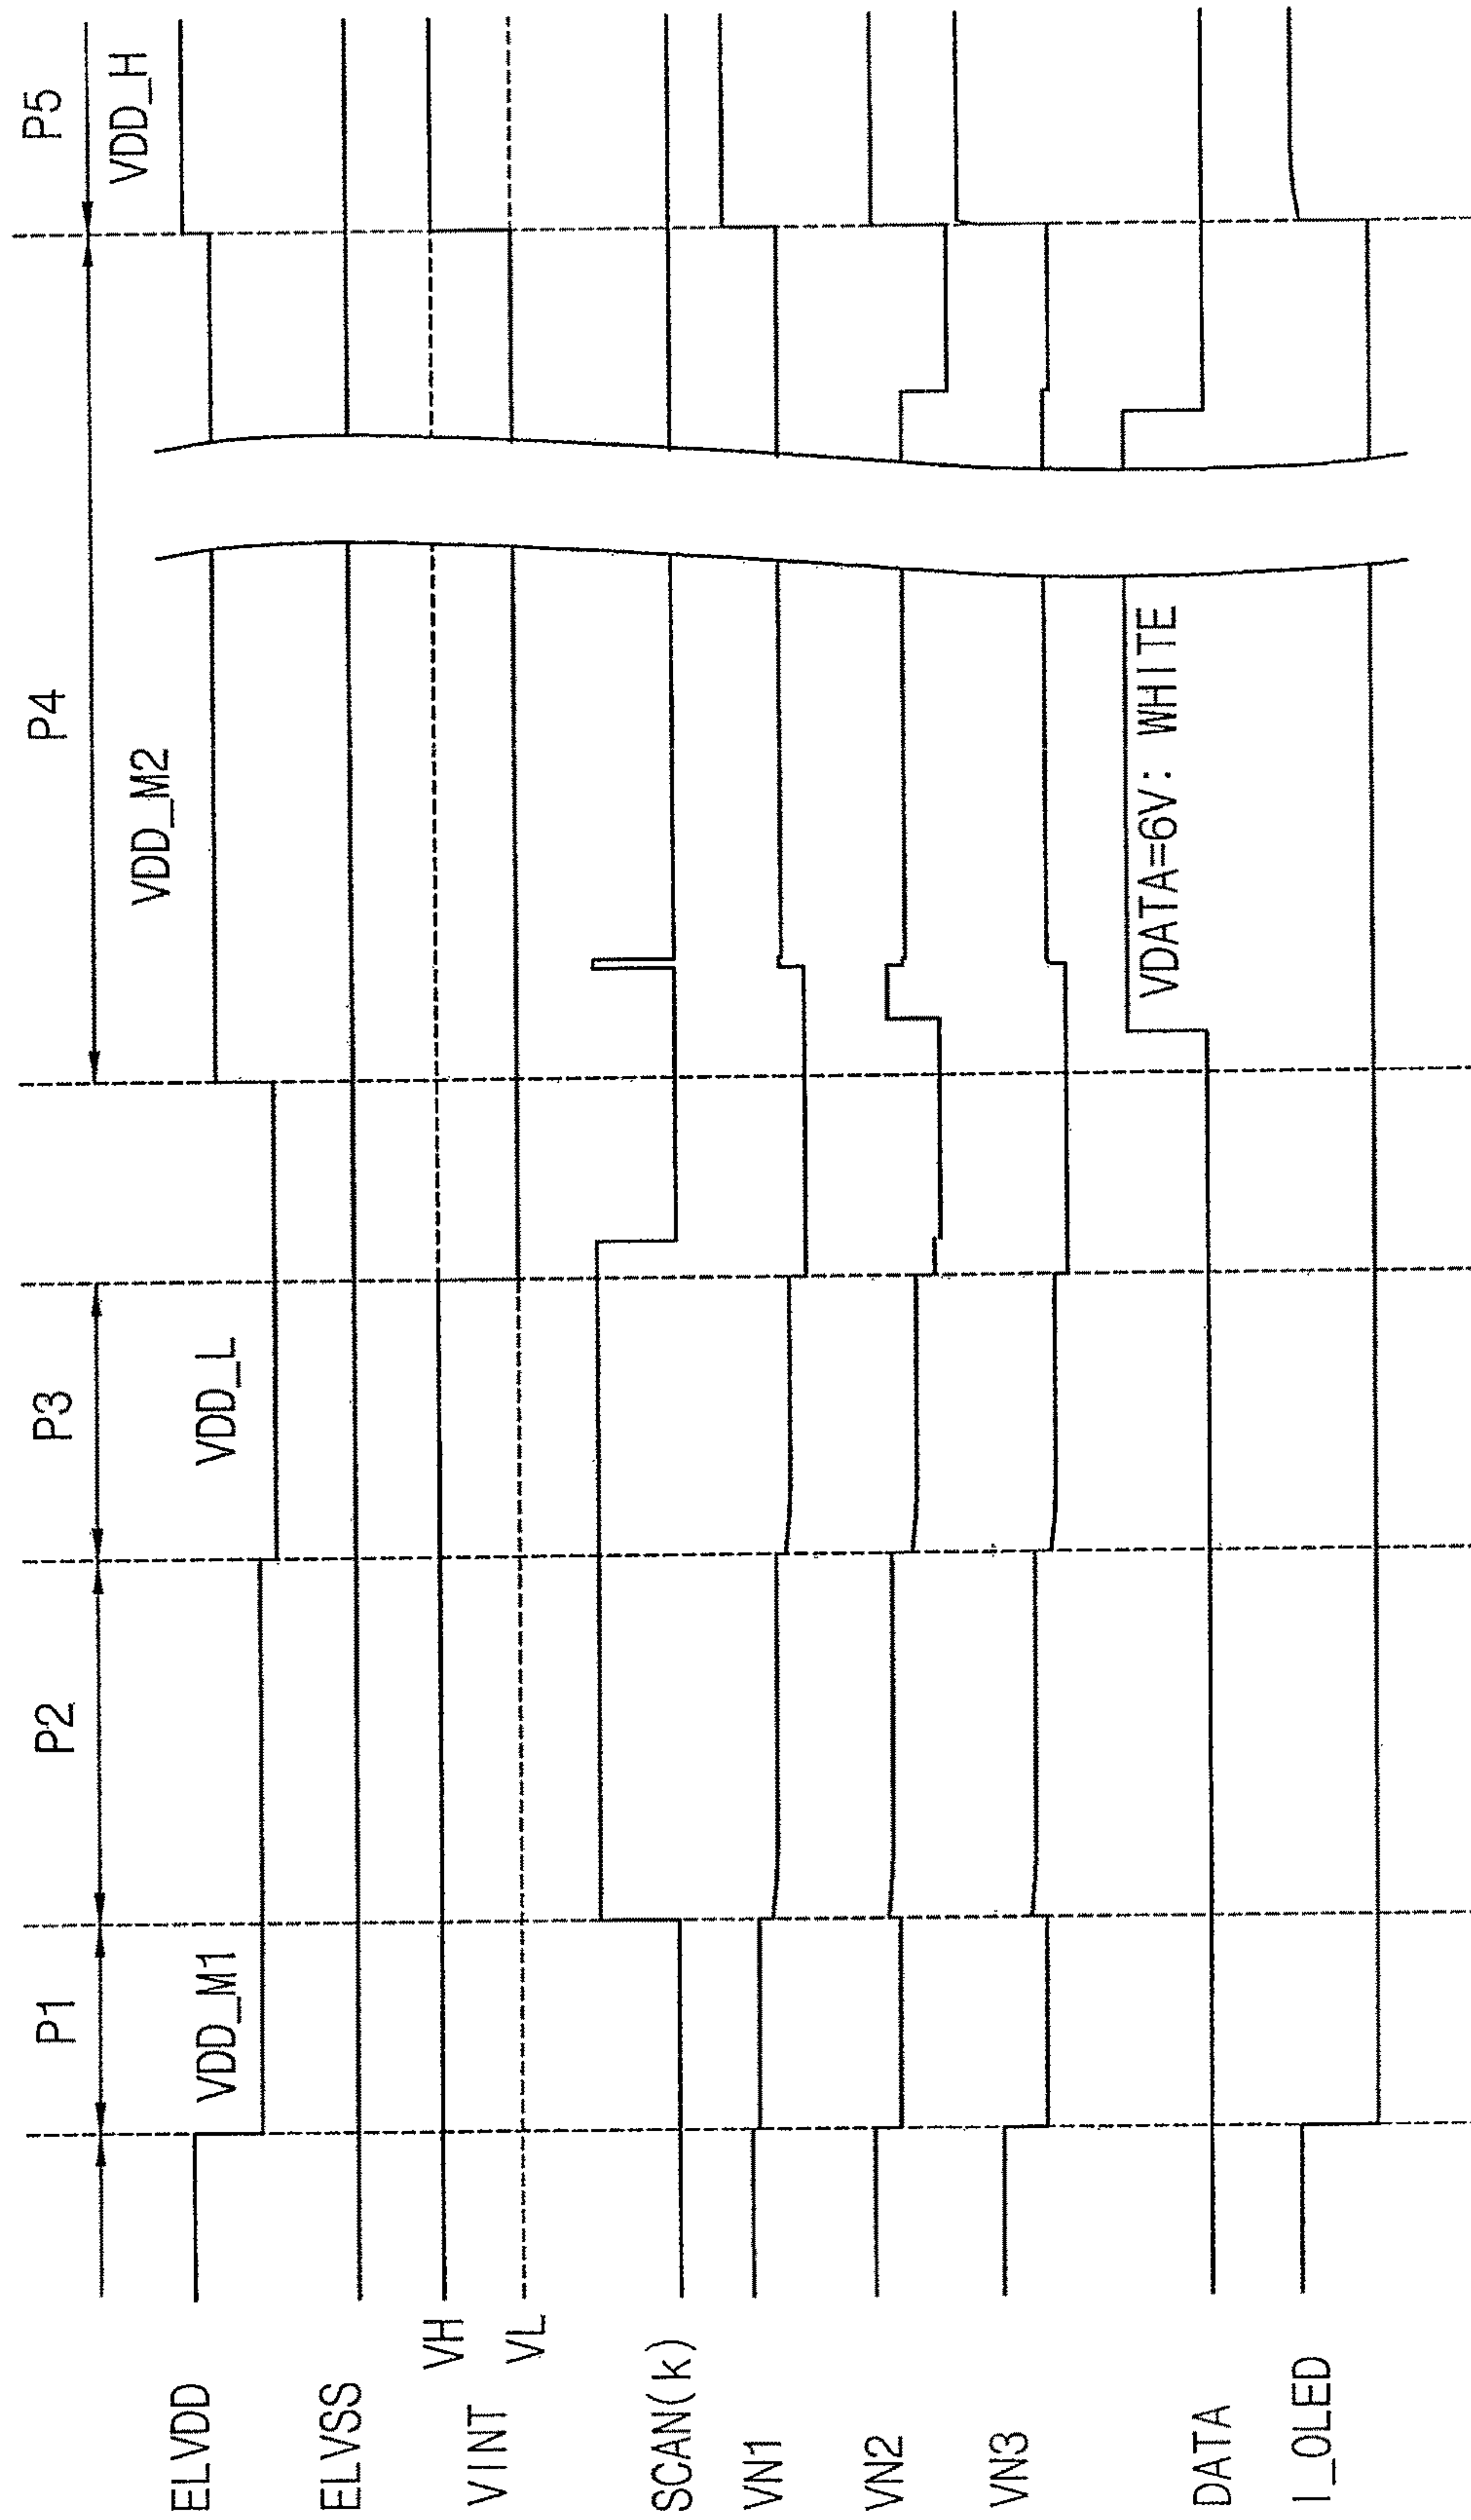 P1
P2
P3
P4
P5
ELVDD
VDD_M1
VDD_L
VDD_M2
VDD_H
ELVSS
VH
VINT
VL
SCAN(k)
VN1
VN2
VN3
DATA
VDATA=6V: WHITE
I_OLED